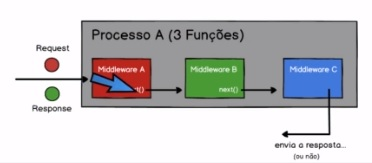 Processo A (3 Funções)
Request
Response
Middleware A
Middleware B
next()
Middleware C
envia a resposta...
(ou não)